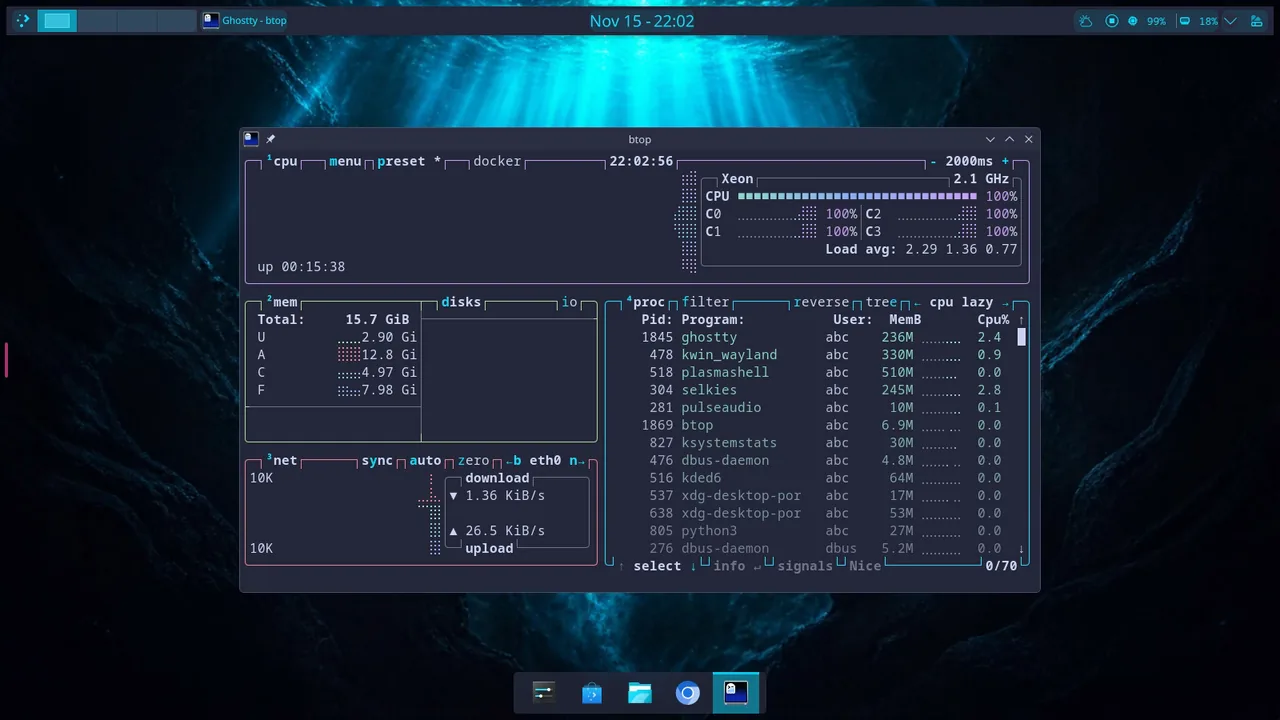 Ghostty - btop
Nov 15 - 22:02
99% 18%
btop
1cpu menu preset * docker 22:02:56 - 2000ms +
Xeon 2.1 GHz
CPU 100%
C0 100% C2 100%
C1 100% C3 100%
Load avg: 2.29 1.36 0.77
up 00:15:38
2mem disks io
Total: 15.7 GiB
U 2.90 Gi
A 12.8 Gi
C 4.97 Gi
F 7.98 Gi
3net sync auto zero ←b eth0 n→
10K
download
▼ 1.36 KiB/s
▲ 26.5 KiB/s
10K
upload
4proc filter reverse tree ← cpu lazy →
Pid: Program: User: MemB Cpu% ↑
1845 ghostty abc 236M 2.4
478 kwin_wayland abc 330M 0.9
518 plasmashell abc 510M 0.0
304 selkies abc 245M 2.8
281 pulseaudio abc 10M 0.1
1869 btop abc 6.9M 0.0
827 ksystemstats abc 30M 0.0
476 dbus-daemon abc 4.8M 0.0
516 kded6 abc 64M 0.0
537 xdg-desktop-por abc 17M 0.0
638 xdg-desktop-por abc 53M 0.0
805 python3 abc 27M 0.0
276 dbus-daemon dbus 5.2M 0.0 ↓
↑ select ↓ info ↵ signals Nice 0/70